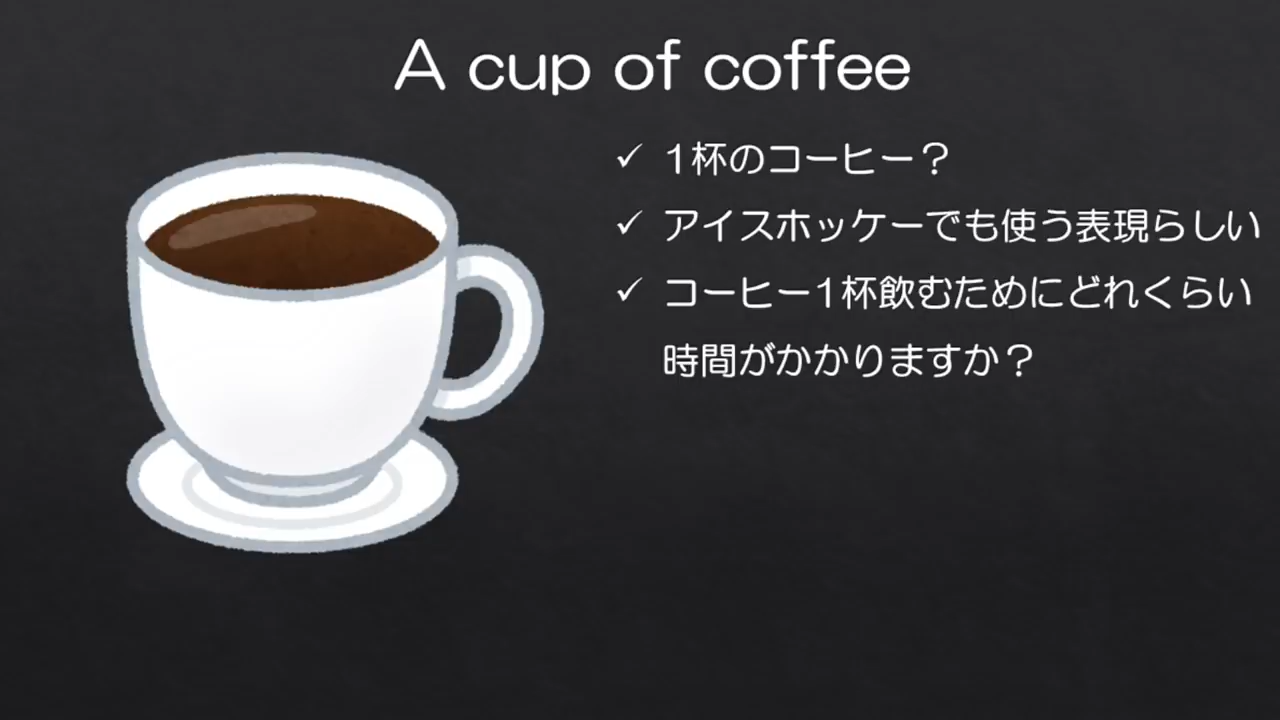 A cup of coffee
✓ 1杯のコーヒー？
✓ アイスホッケーでも使う表現らしい
✓ コーヒー1杯飲むためにどれくらい
時間がかかりますか？